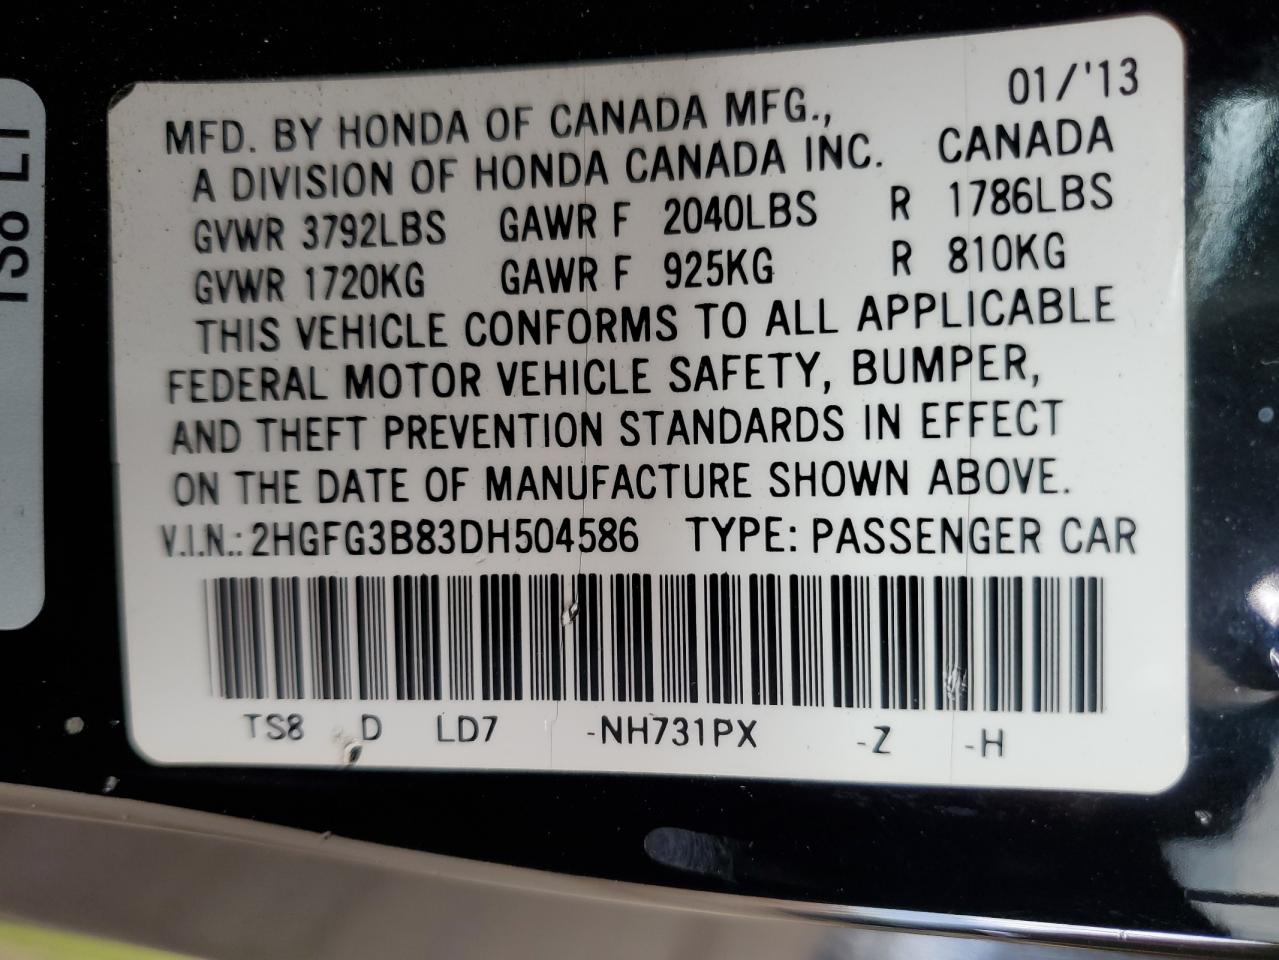 01/'13
MFD. BY HONDA OF CANADA MFG.,
A DIVISION OF HONDA CANADA INC. CANADA
GVWR 3792LBS GAWR F 2040LBS R 1786LBS
GVWR 1720KG GAWR F 925KG R 810KG
THIS VEHICLE CONFORMS TO ALL APPLICABLE
FEDERAL MOTOR VEHICLE SAFETY, BUMPER,
AND THEFT PREVENTION STANDARDS IN EFFECT
ON THE DATE OF MANUFACTURE SHOWN ABOVE.
V.I.N.: 2HGFG3B83DH504586 TYPE: PASSENGER CAR
TS8 D LD7 -NH731PX -Z -H
TS8 L1